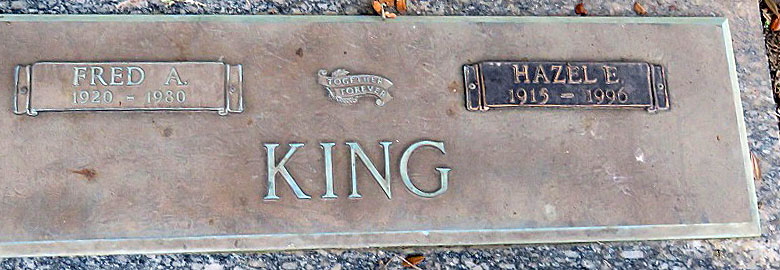 FRED A.
1920 - 1980
TOGETHER
FOREVER
HAZEL E.
1915 - 1996
KING